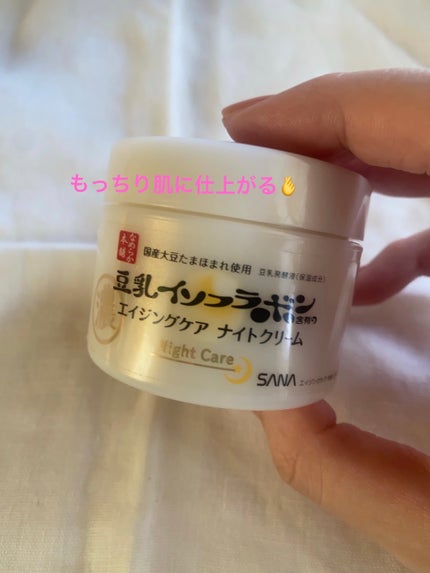 もっちり肌に仕上がる🫰
なめらか
本舗
国産大豆たまほまれ使用 豆乳発酵液(保湿成分)
豆乳イソフラボン
含有の
濃
エイジングケア ナイトクリーム
Night Care
SANA